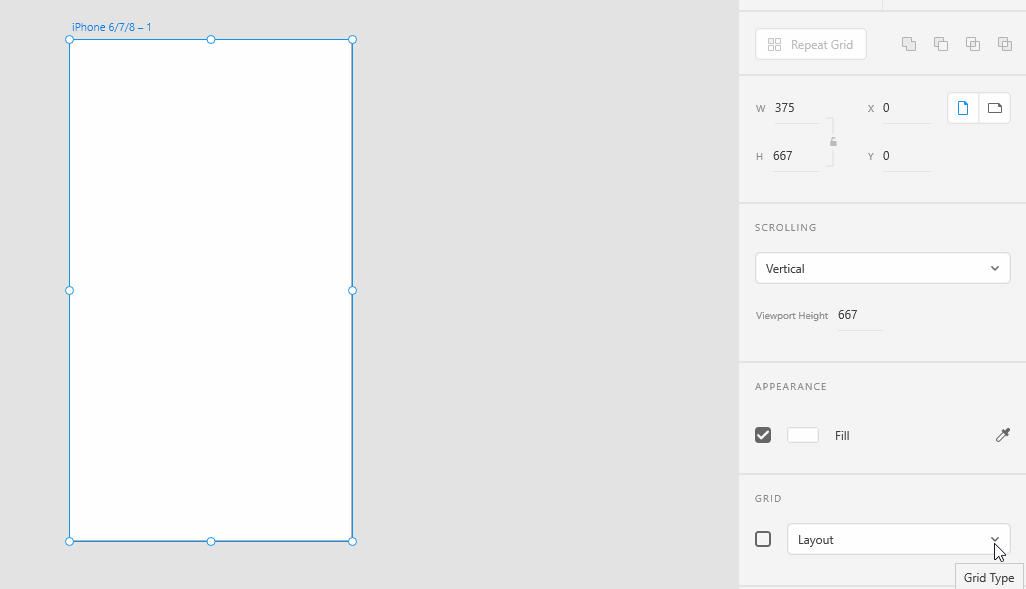 iPhone 6/7/8 – 1
Repeat Grid
W 375 X 0
H 667 Y 0
SCROLLING
Vertical
Viewport Height 667
APPEARANCE
Fill
GRID
Layout
Grid Type